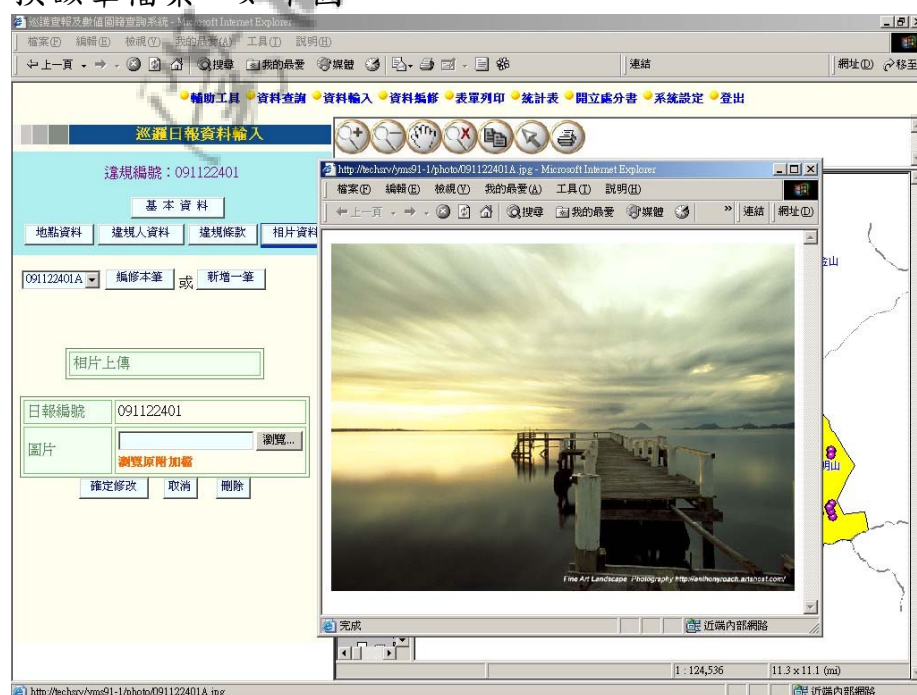 巡護查報及數值圖籍查詢系統 - Microsoft Internet Explorer
檔案(F) 編輯(E) 檢視(V) 我的最愛(A) 工具(T) 說明(H)
上一頁 搜尋 我的最愛 媒體 連結 網址(D) 移至
輔助工具 資料查詢 資料輸入 資料編修 表單列印 統計表 開立處分書 系統設定 登出
巡邏日報資料輸入
違規編號：091122401
基本資料
地點資料 違規人資料 違規條款 相片資料
091122401A 編修本筆 或 新增一筆
相片上傳
日報編號 091122401
圖片 瀏覽...
瀏覽原附加檔
確定修改 取消 刪除
http://techsrv/yms91-1/photo/091122401A.jpg - Microsoft Internet Explorer
檔案(F) 編輯(E) 檢視(V) 我的最愛(A) 工具(T) 說明(H)
上一頁 搜尋 我的最愛 媒體 » 連結 網址(D)
Fine Art Landscape Photography http://anthonyroach.artshost.com/
完成 近端內部網路
金山
明山
1 : 124,536 11.3 x 11.1 (mi)
http://techsrv/yms91-1/photo/091122401A.jpg 近端內部網路